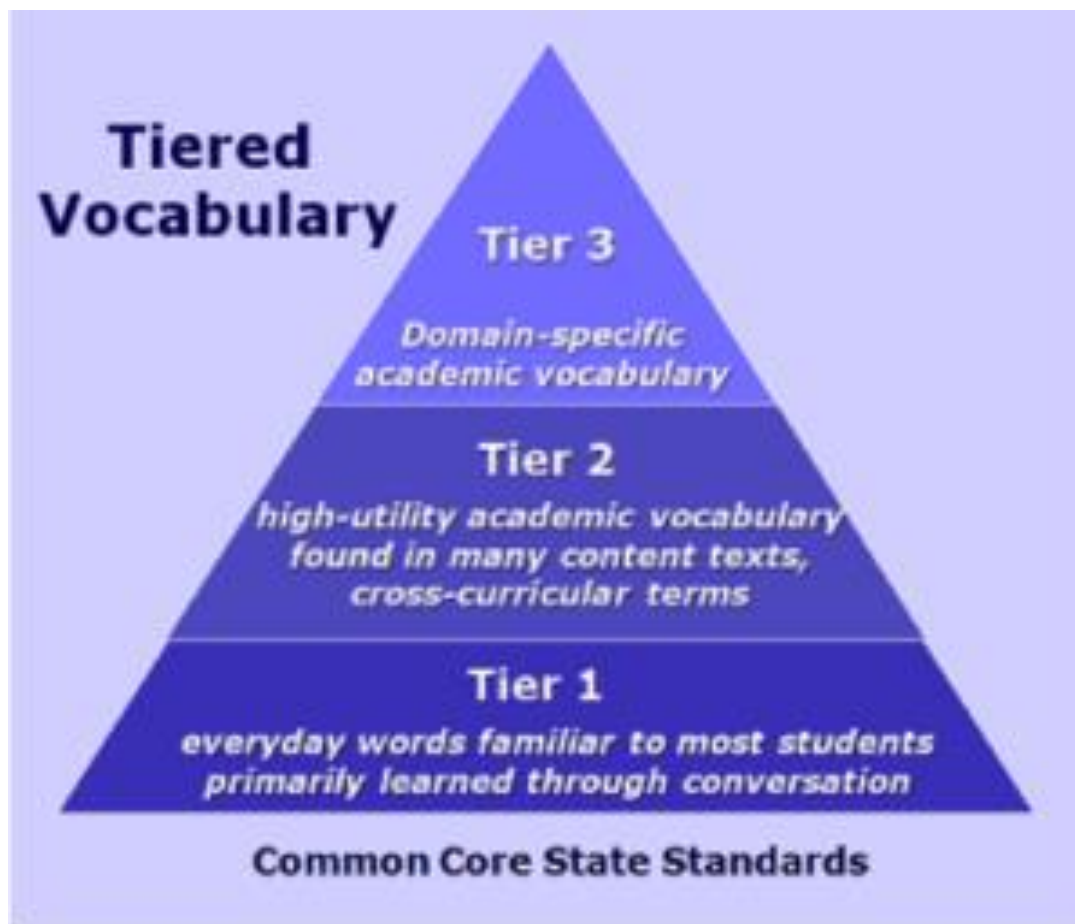 Tiered
Vocabulary
Tier 3
Domain-specific
academic vocabulary
Tier 2
high-utility academic vocabulary
found in many content texts,
cross-curricular terms
Tier 1
everyday words familiar to most students
primarily learned through conversation
Common Core State Standards